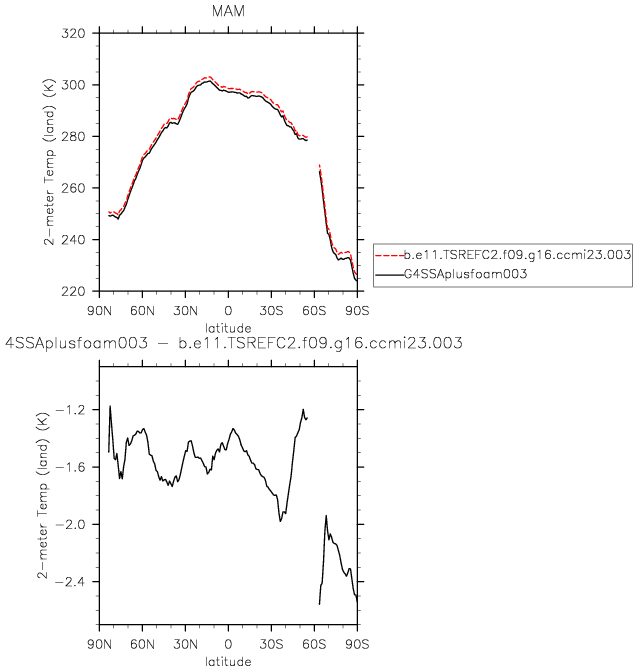 MAM
320
300
280
260
240
220
2-meter Temp (land) (K)
90N 60N 30N 0 30S 60S 90S
latitude
b.e11.TSREFC2.f09.g16.ccmi23.003
G4SSAplusfoam003
4SSAplusfoam003 - b.e11.TSREFC2.f09.g16.ccmi23.003
-1.2
-1.6
-2.0
-2.4
2-meter Temp (land) (K)
90N 60N 30N 0 30S 60S 90S
latitude